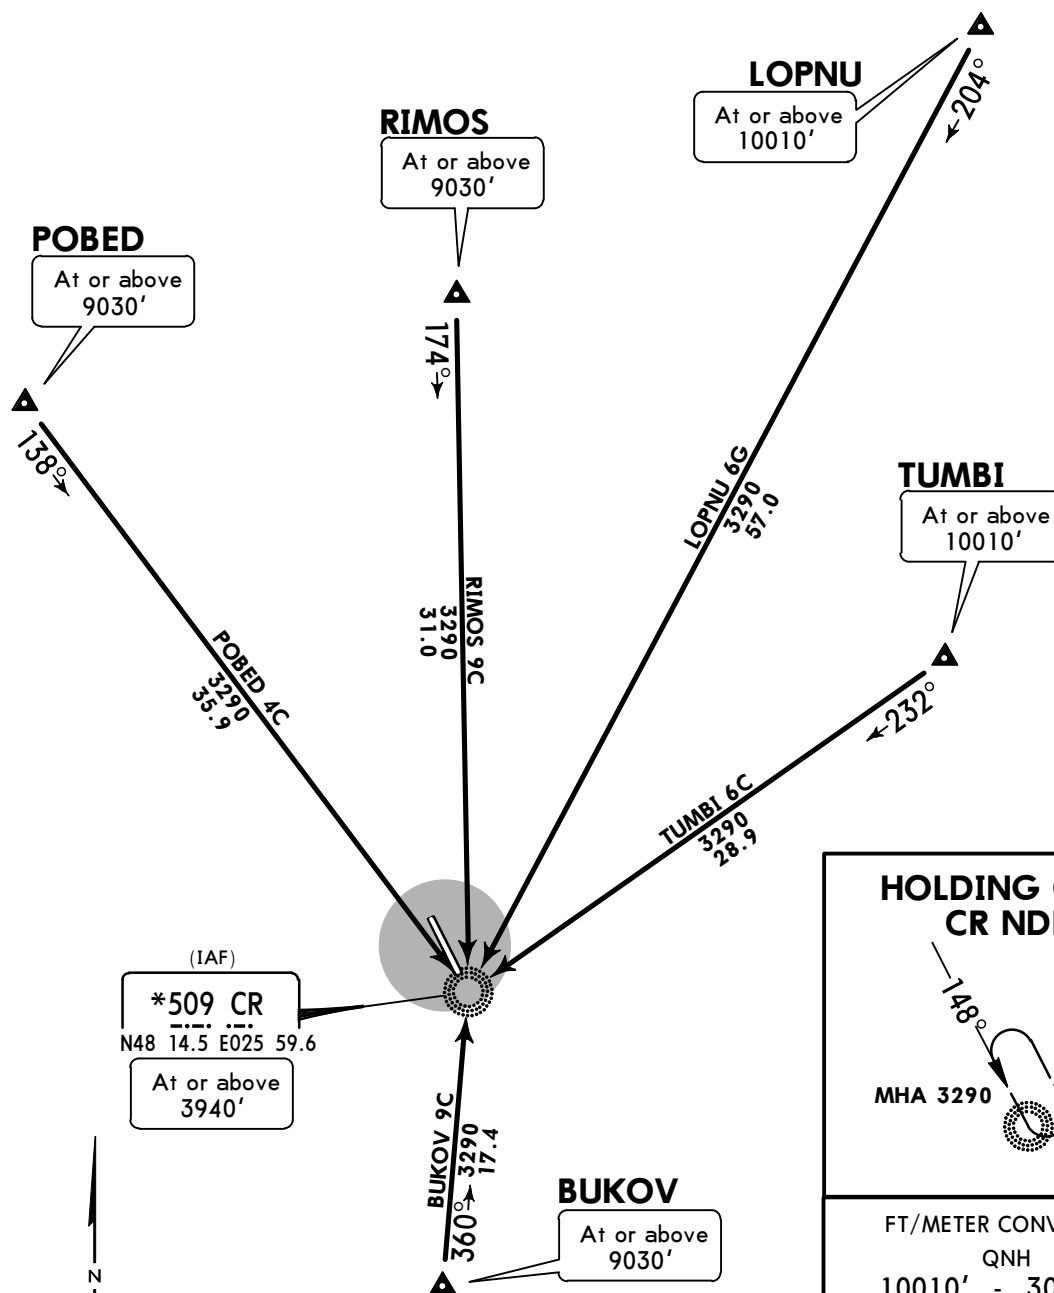 LOPNU
At or above
10010'
204°
RIMOS
At or above
9030'
174°
POBED
At or above
9030'
138°
TUMBI
At or above
10010'
232°
LOPNU 6G
3290
57.0
RIMOS 9C
3290
31.0
POBED 4C
3290
35.9
TUMBI 6C
3290
28.9
(IAF)
*509 CR
N48 14.5 E025 59.6
At or above
3940'
BUKOV 9C
3290
17.4
360°
BUKOV
At or above
9030'
N
HOLDING
CR
148°
MHA 3290
FT/METER
QNH
10010' -